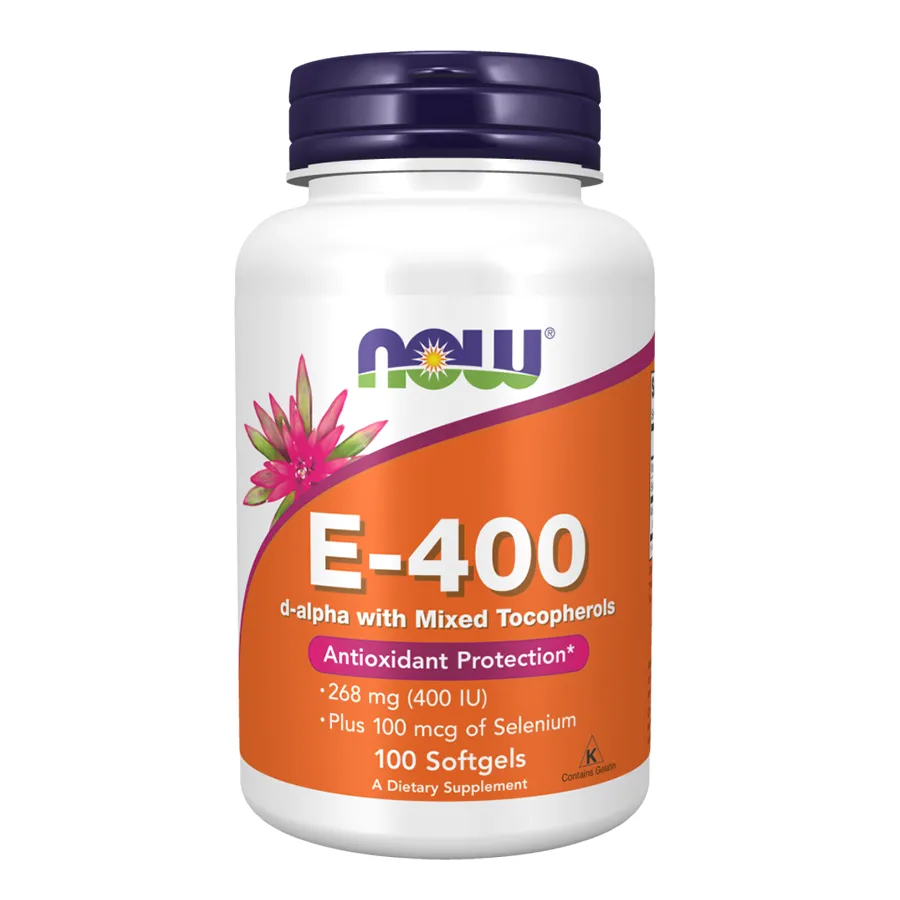 NOW®
E-400
d-alpha with Mixed Tocopherols
Antioxidant Protection*
•268 mg (400 IU)
•Plus 100 mcg of Selenium
100 Softgels
K
Contains Gelatin
A Dietary Supplement